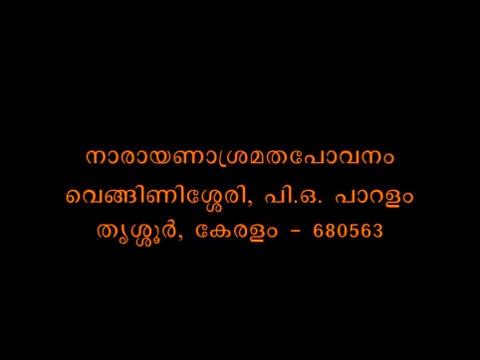 നാരായണാശ്രമതപോവനം
വെങ്ങിണിശ്ശേരി, പി.ഒ. പാറളം
തൃശ്ശൂർ, കേരളം - 680563